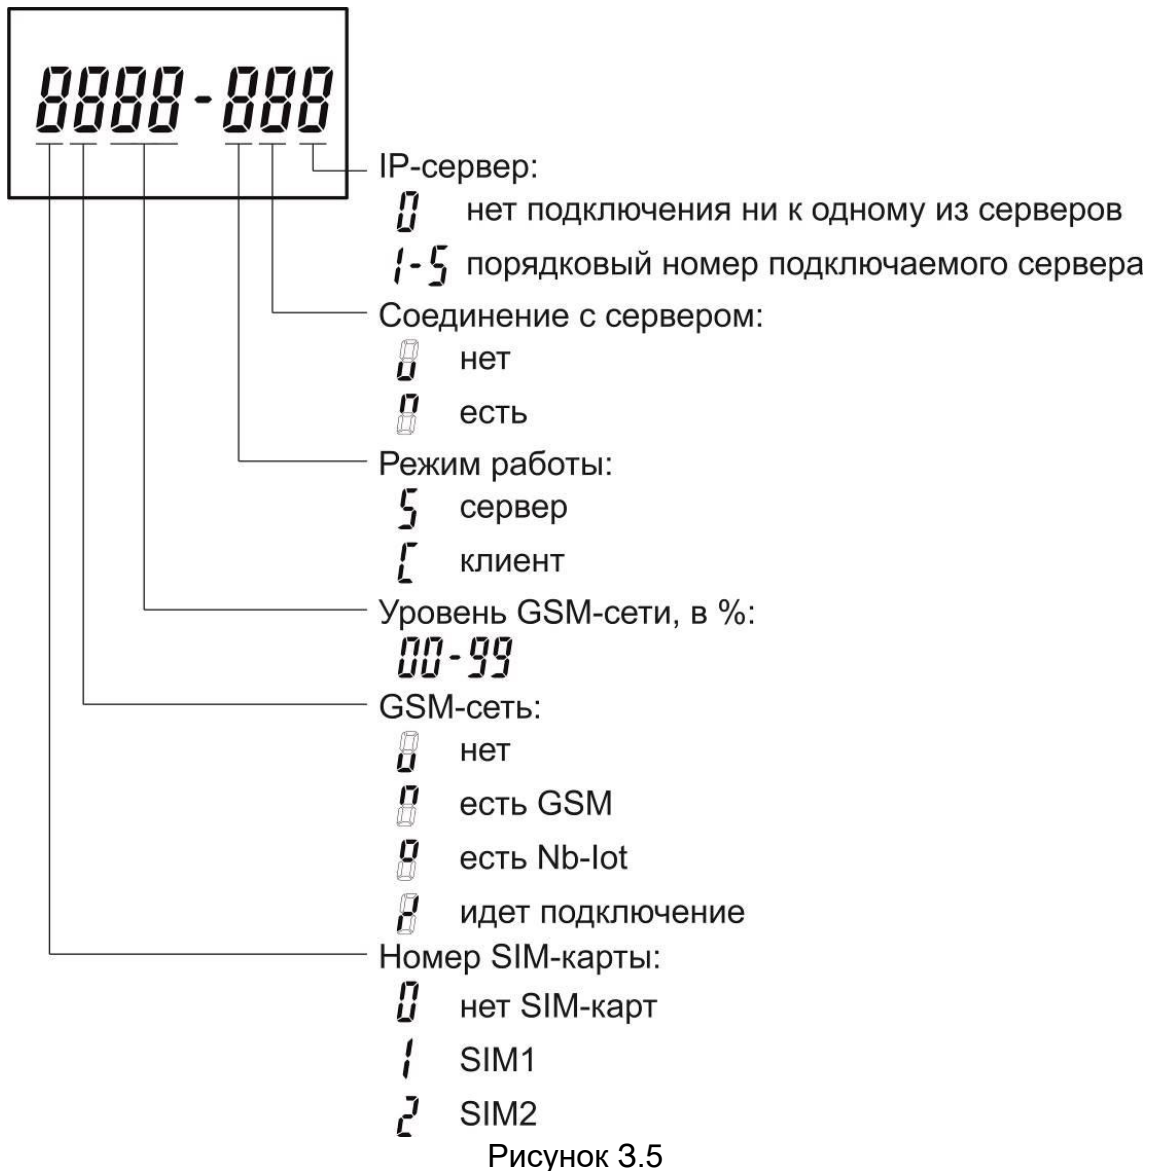 8888-888
IP-сервер:
0 нет подключения ни к одному из серверов
1-5 порядковый номер подключаемого сервера
Соединение с сервером:
нет
есть
Режим работы:
5 сервер
C клиент
Уровень GSM-сети, в %:
00-99
GSM-сеть:
нет
есть GSM
есть Nb-Iot
идет подключение
Номер SIM-карты:
0 нет SIM-карт
1 SIM1
2 SIM2
Рисунок 3.5